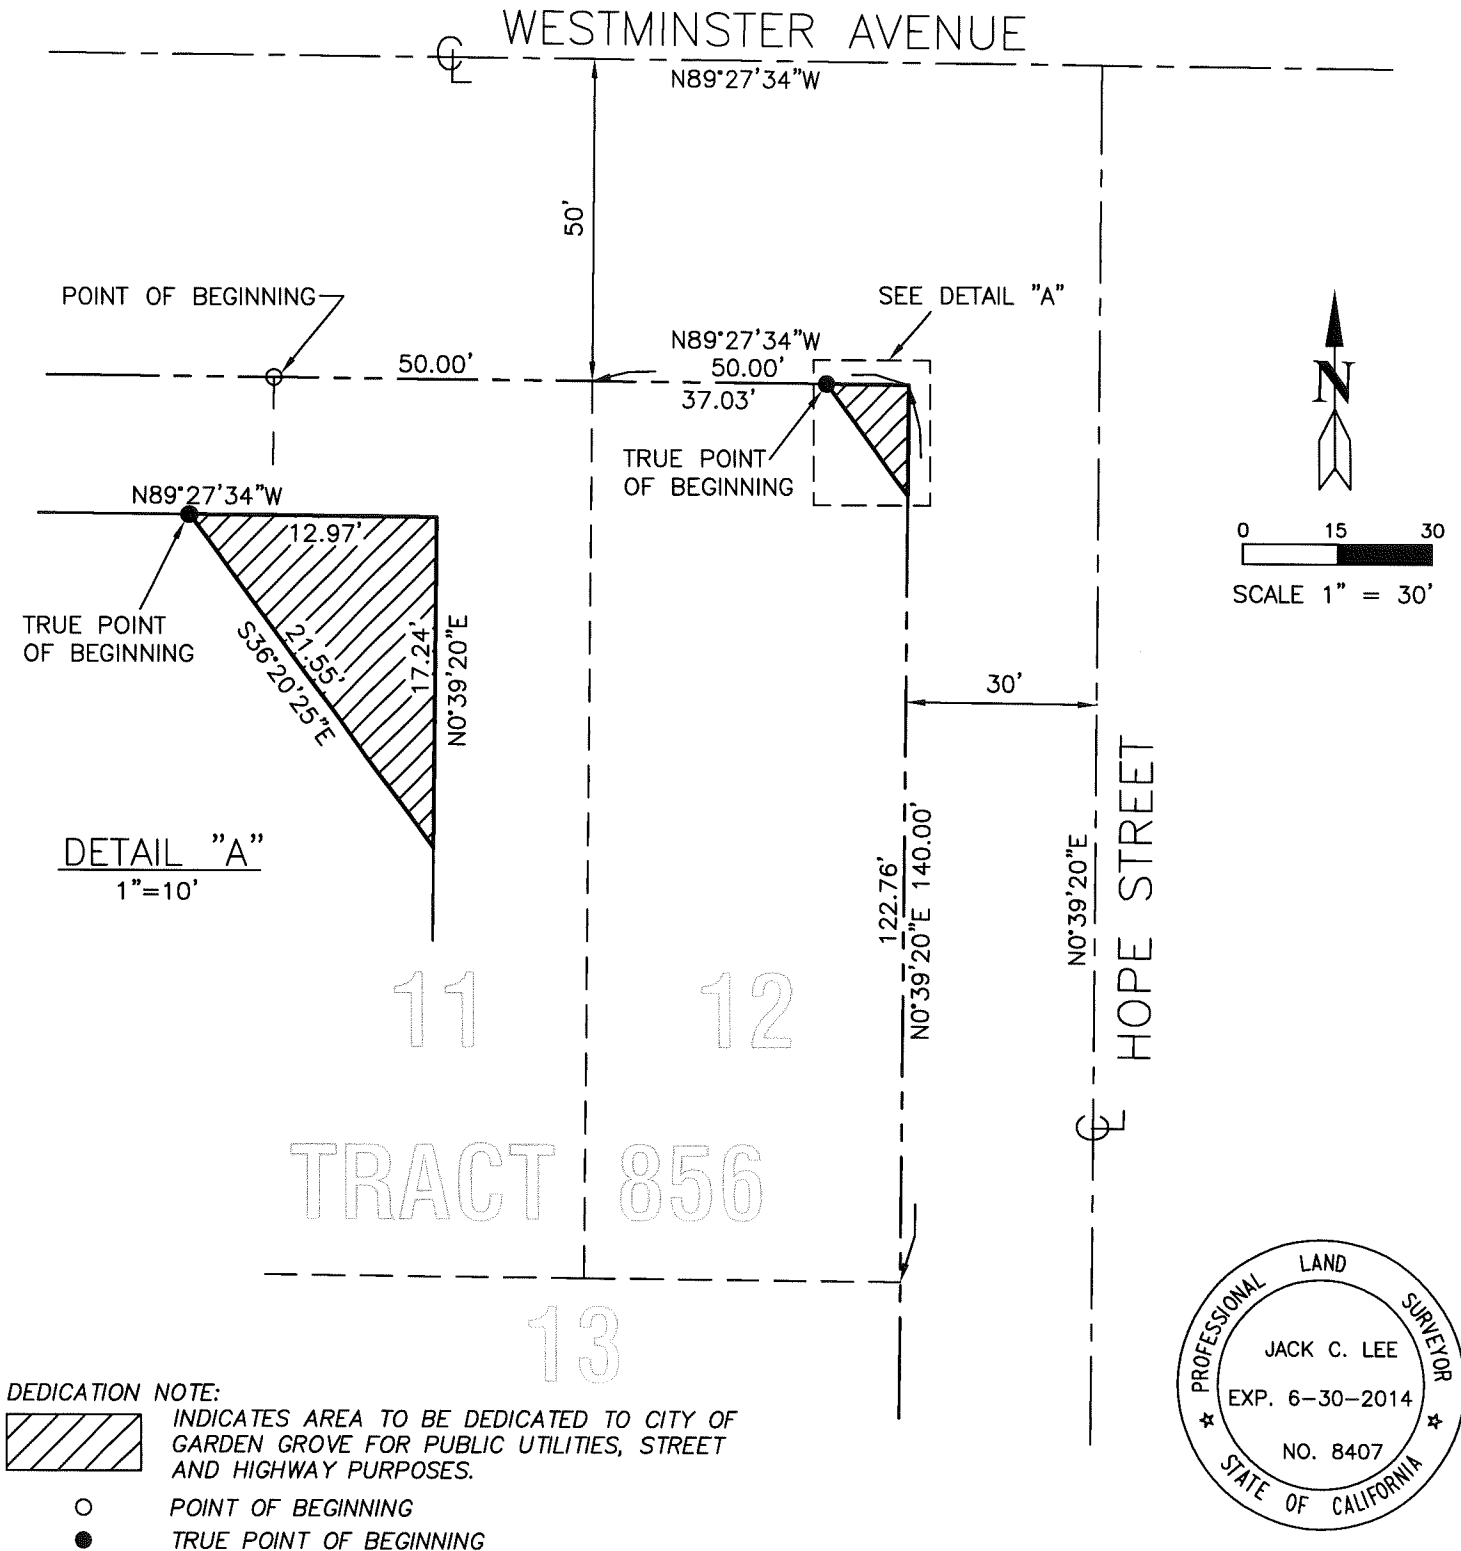 WESTMINSTER AVENUE
N89°27'34"W
50'
POINT OF BEGINNING
SEE DETAIL "A"
50.00'
N89°27'34"W
50.00'
37.03'
TRUE POINT
OF BEGINNING
N
0 15 30
SCALE 1" = 30'
N89°27'34"W
12.97'
TRUE POINT
OF BEGINNING
21.55'
S36°20'25"E
17.24'
N0°39'20"E
DETAIL "A"
1"=10'
30'
122.76'
N0°39'20"E 140.00'
N0°39'20"E
HOPE STREET
11
12
TRACT 856
13
DEDICATION NOTE:
INDICATES AREA TO BE DEDICATED TO CITY OF
GARDEN GROVE FOR PUBLIC UTILITIES, STREET
AND HIGHWAY PURPOSES.
POINT OF BEGINNING
TRUE POINT OF BEGINNING
PROFESSIONAL LAND SURVEYOR
JACK C. LEE
EXP. 6-30-2014
NO. 8407
STATE OF CALIFORNIA